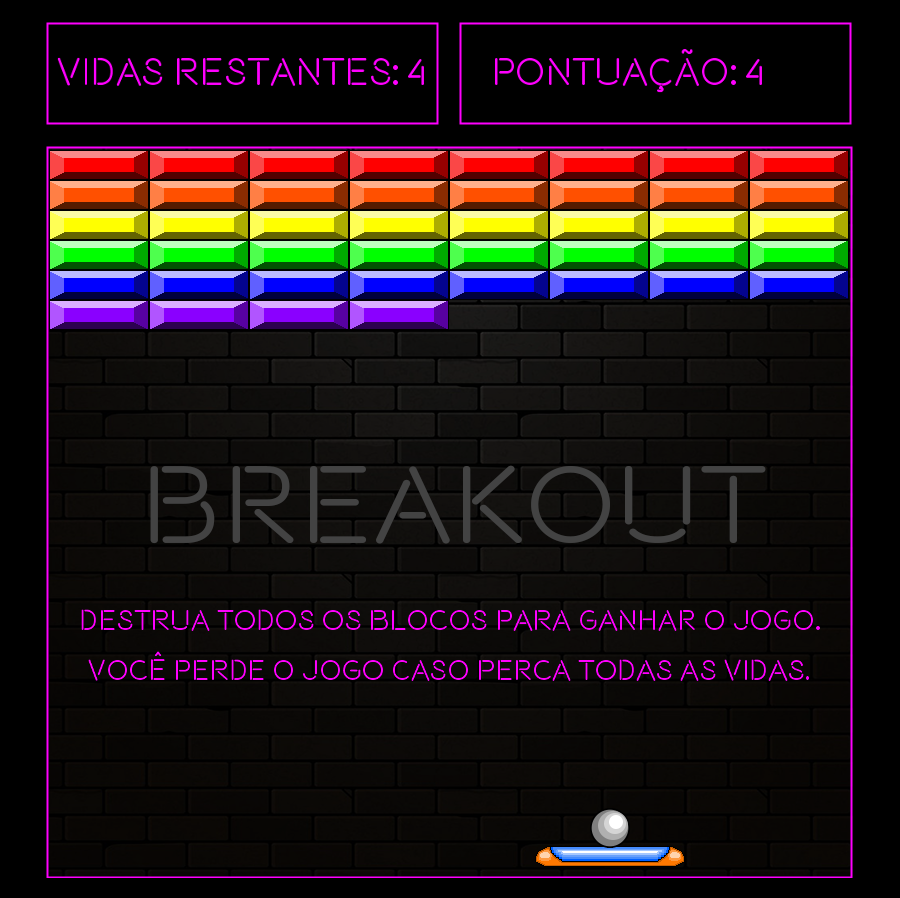 VIDAS RESTANTES: 4
PONTUAÇÃO: 4
BREAKOUT
DESTRUA TODOS OS BLOCOS PARA GANHAR O JOGO.
VOCÊ PERDE O JOGO CASO PERCA TODAS AS VIDAS.